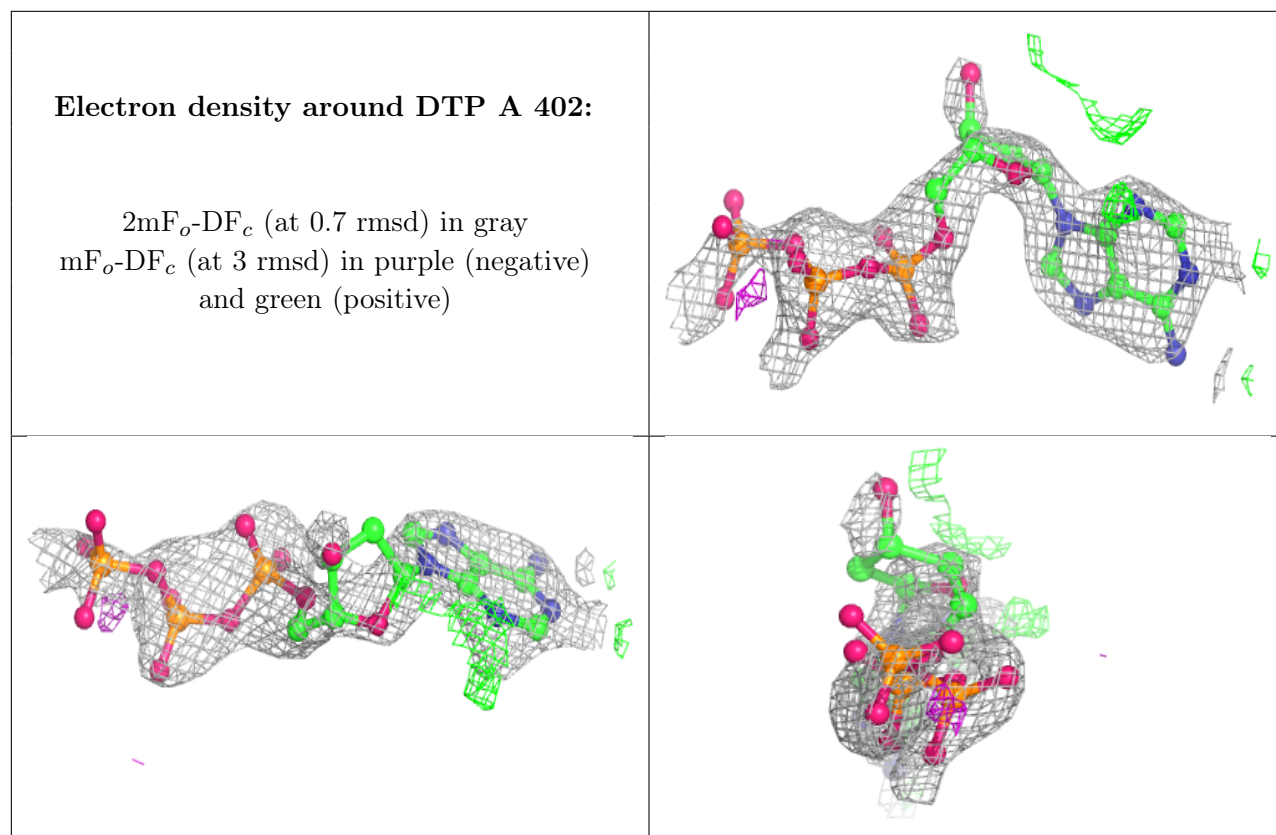 Electron density around DTP A 402:
2mFₒ-DF𝒸 (at 0.7 rmsd) in gray
mFₒ-DF𝒸 (at 3 rmsd) in purple (negative)
and green (positive)